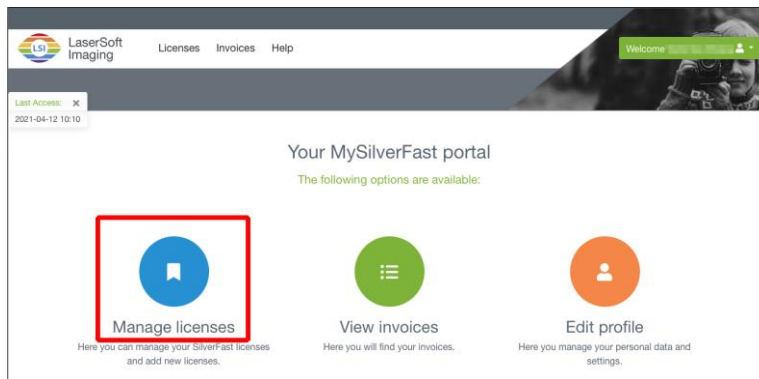 LSI
LaserSoft
Imaging
Licenses Invoices Help
Welcome
Last Access: ×
2021-04-12 10:10
Your MySilverFast portal
The following options are available:
Manage licenses
Here you can manage your SilverFast licenses
and add new licenses.
View invoices
Here you will find your invoices.
Edit profile
Here you manage your personal data and
settings.